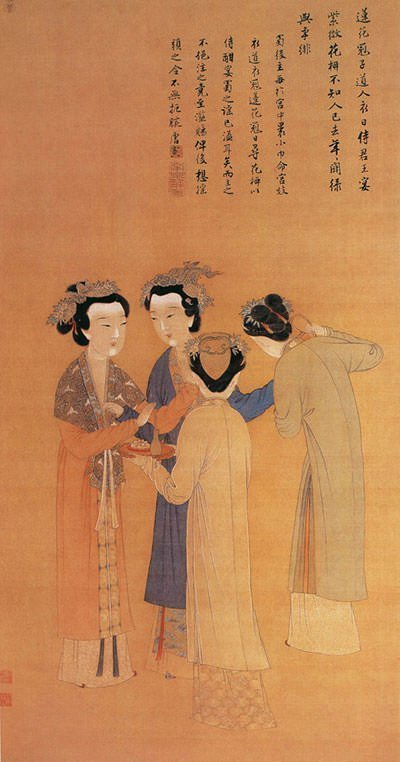 蓮花冠子道人衣日侍君王宴
紫微花柳不知人已去年々鬪綠
與爭緋
蜀後主每於宮中裹小巾命宮妓
衣道衣冠蓮花冠日尋花柳以
侍酣宴蜀之謠已溢耳矣而主之
不挹注之竟至濫觴俾後想摇
頭之令不無扼腕唐寅